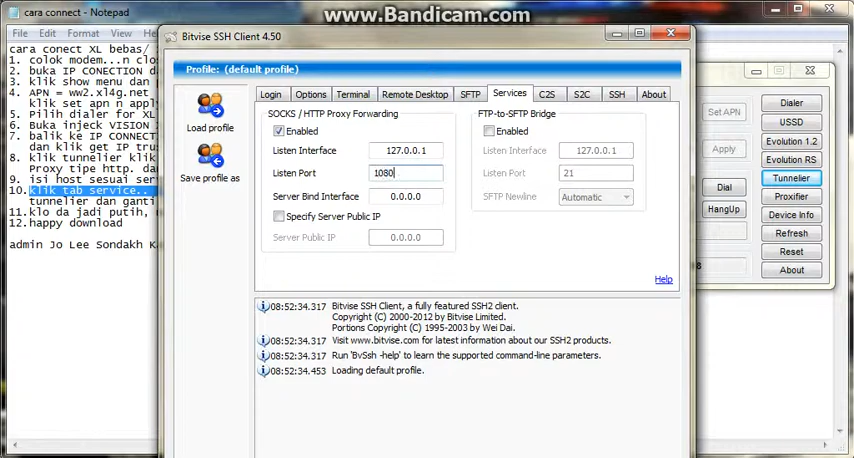 cara conect - Notepad
www.Bandicam.com
File Edit Format View
cara conect XL bebas/
1. colok modem...n clos
2. buka IP CONECTION da
3. klik show menu dan p
4. APN = ww2.xl4g.net
klik set apn n apply
5. Pilih dialer for XL
6. Buka injeck VISION I
7. balik ke IP CONNECTI
dan klek get IP trus
8. klik tunnelier klik
Proxy tipe http. da
9. isi host sesuai serv
10. klik tab service..
tunnelier dan ganti
11. klo da jadi putih,
12. happy download
admin Jo Lee Sondakh Ka
Bitvise SSH Client 4.50
Profile: (default profile)
Load profile
Save profile as
Login Options Terminal Remote Desktop SFTP Services C2S S2C SSH About
SOCKS / HTTP Proxy Forwarding
Enabled
Listen Interface 127.0.0.1
Listen Port 1080
Server Bind Interface 0.0.0.0
Specify Server Public IP
Server Public IP 0.0.0.0
FTP-to-SFTP Bridge
Enabled
Listen Interface 127.0.0.1
Listen Port 21
SFTP Newline Automatic
Help
08:52:34.317 Bitvise SSH Client, a fully featured SSH2 client.
Copyright (C) 2000-2012 by Bitvise Limited.
Portions Copyright (C) 1995-2003 by Wei Dai.
08:52:34.317 Visit www.bitvise.com for latest information about our SSH2 products.
08:52:34.317 Run 'BvSsh -help' to learn the supported command-line parameters.
08:52:34.453 Loading default profile.
Set APN
Apply
Dial
HangUp
8
Dialer
USSD
Evolution 1.2
Evolution RS
Tunnelier
Proxifier
Device Info
Refresh
Reset
About